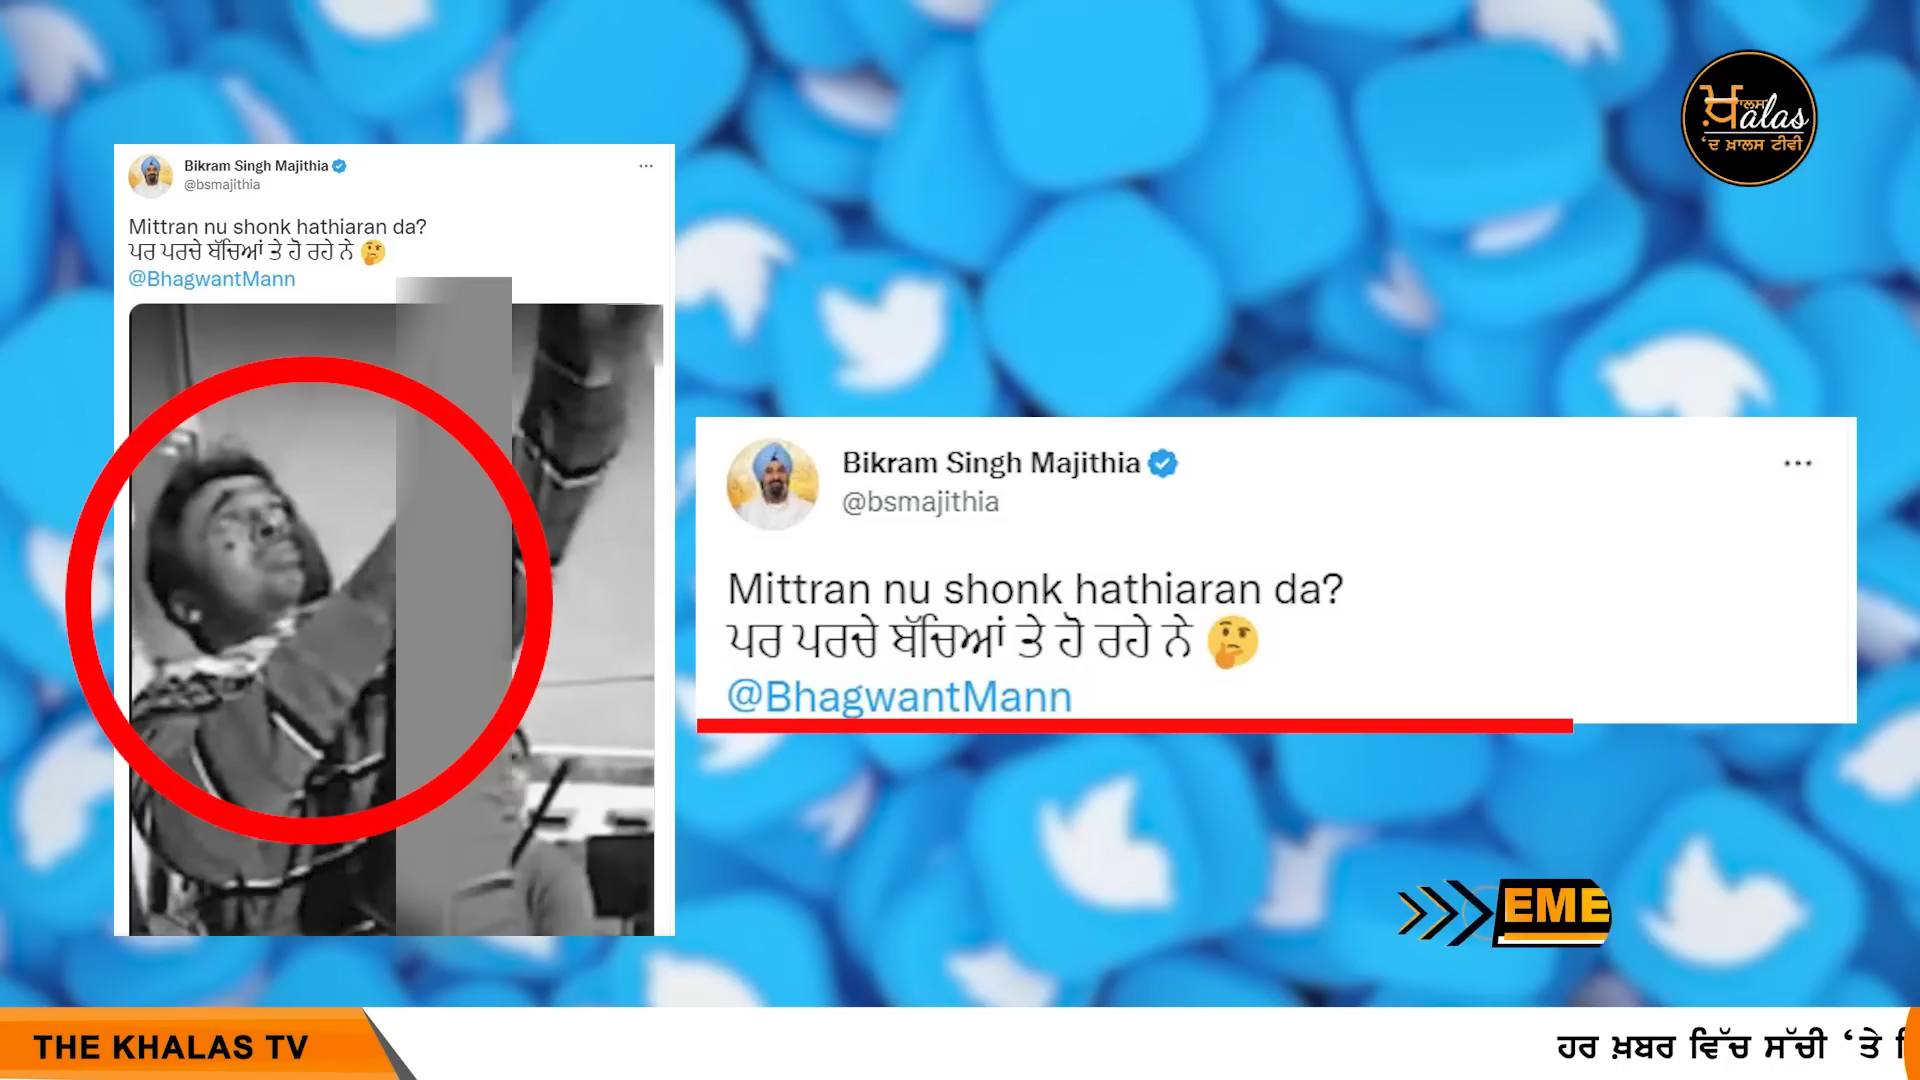 Bikram Singh Majithia
@bsmajithia
Mittran nu shonk hathiaran da?
ਪਰ ਪਰਚੇ ਬੱਚਿਆਂ ਤੇ ਹੋ ਰਹੇ ਨੇ 🤔
@BhagwantMann
Bikram Singh Majithia
@bsmajithia
Mittran nu shonk hathiaran da?
ਪਰ ਪਰਚੇ ਬੱਚਿਆਂ ਤੇ ਹੋ ਰਹੇ ਨੇ 🤔
@BhagwantMann
ਖ਼ਾਲਸ alas
‘ਦ ਖ਼ਾਲਸ ਟੀਵੀ
EME
THE KHALAS TV
ਹਰ ਖ਼ਬਰ ਵਿੱਚ ਸੱਚੀ ‘ਤੇ